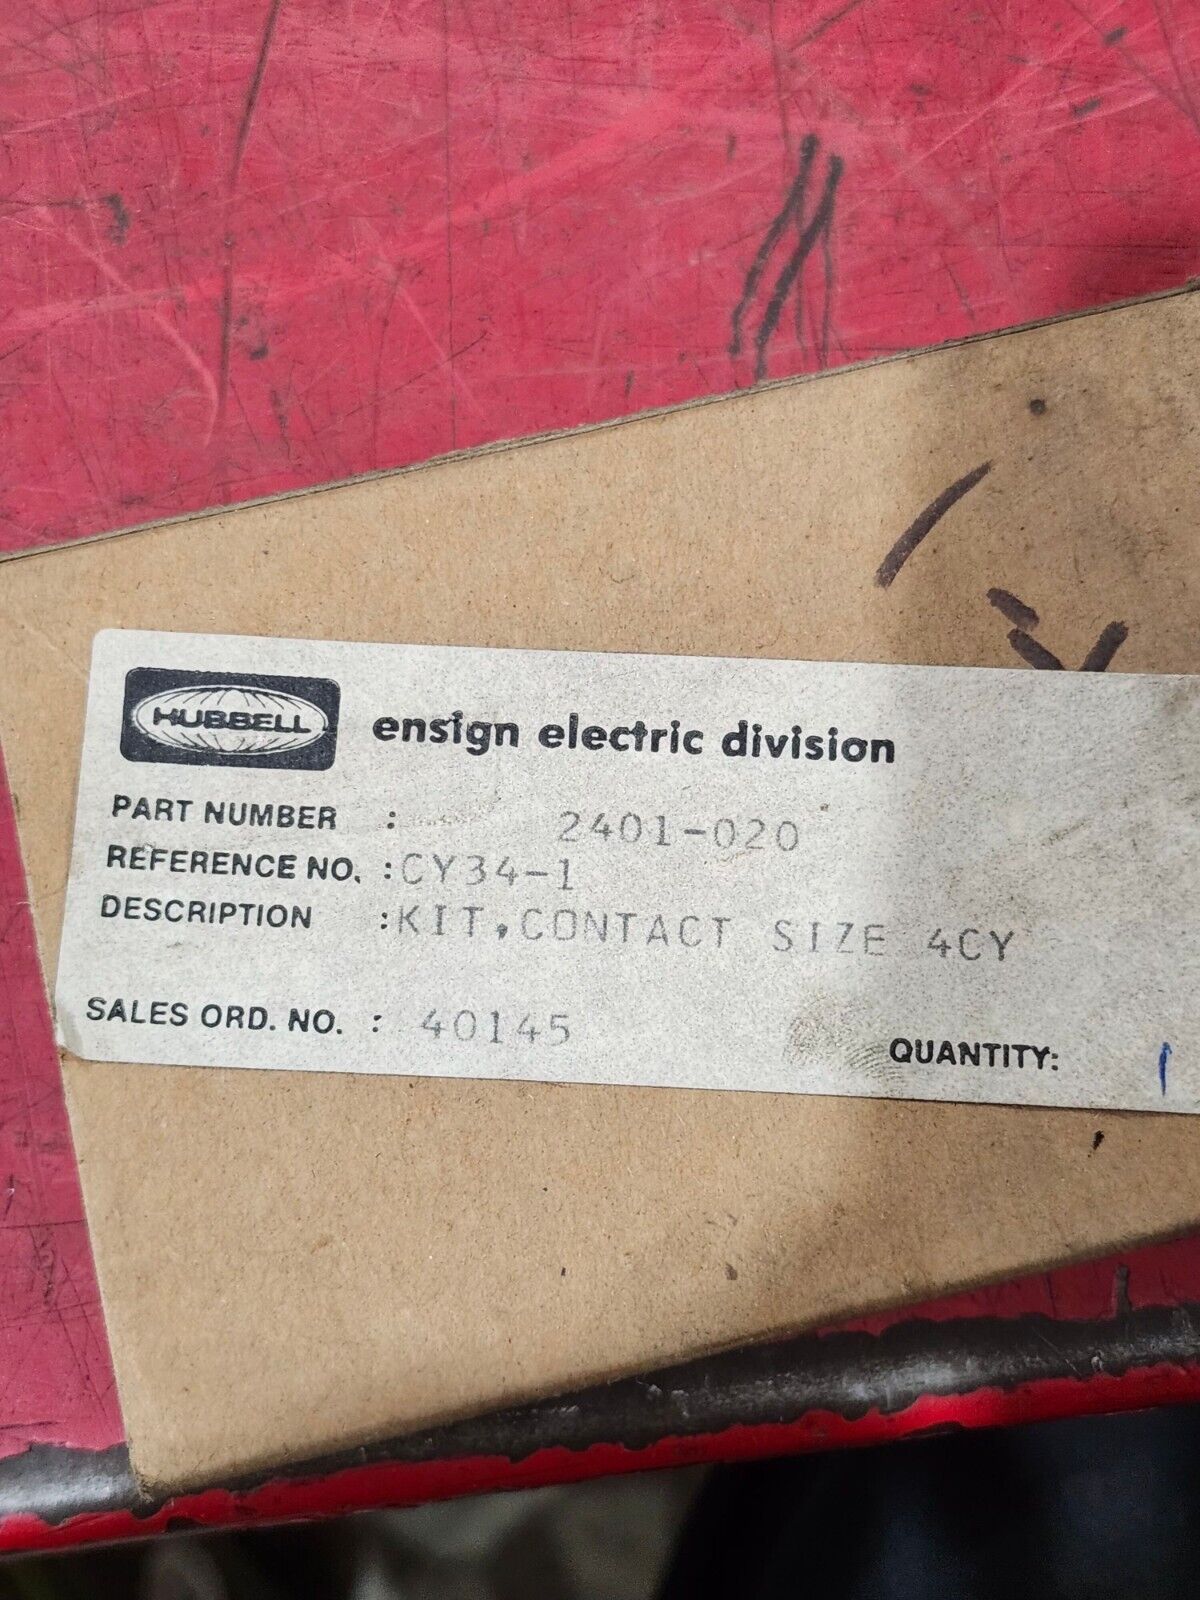 HUBBELL ensign electric division
PART NUMBER : 2401-020
REFERENCE NO. : CY34-1
DESCRIPTION : KIT, CONTACT SIZE 4CY
SALES ORD. NO. : 40145
QUANTITY: 1